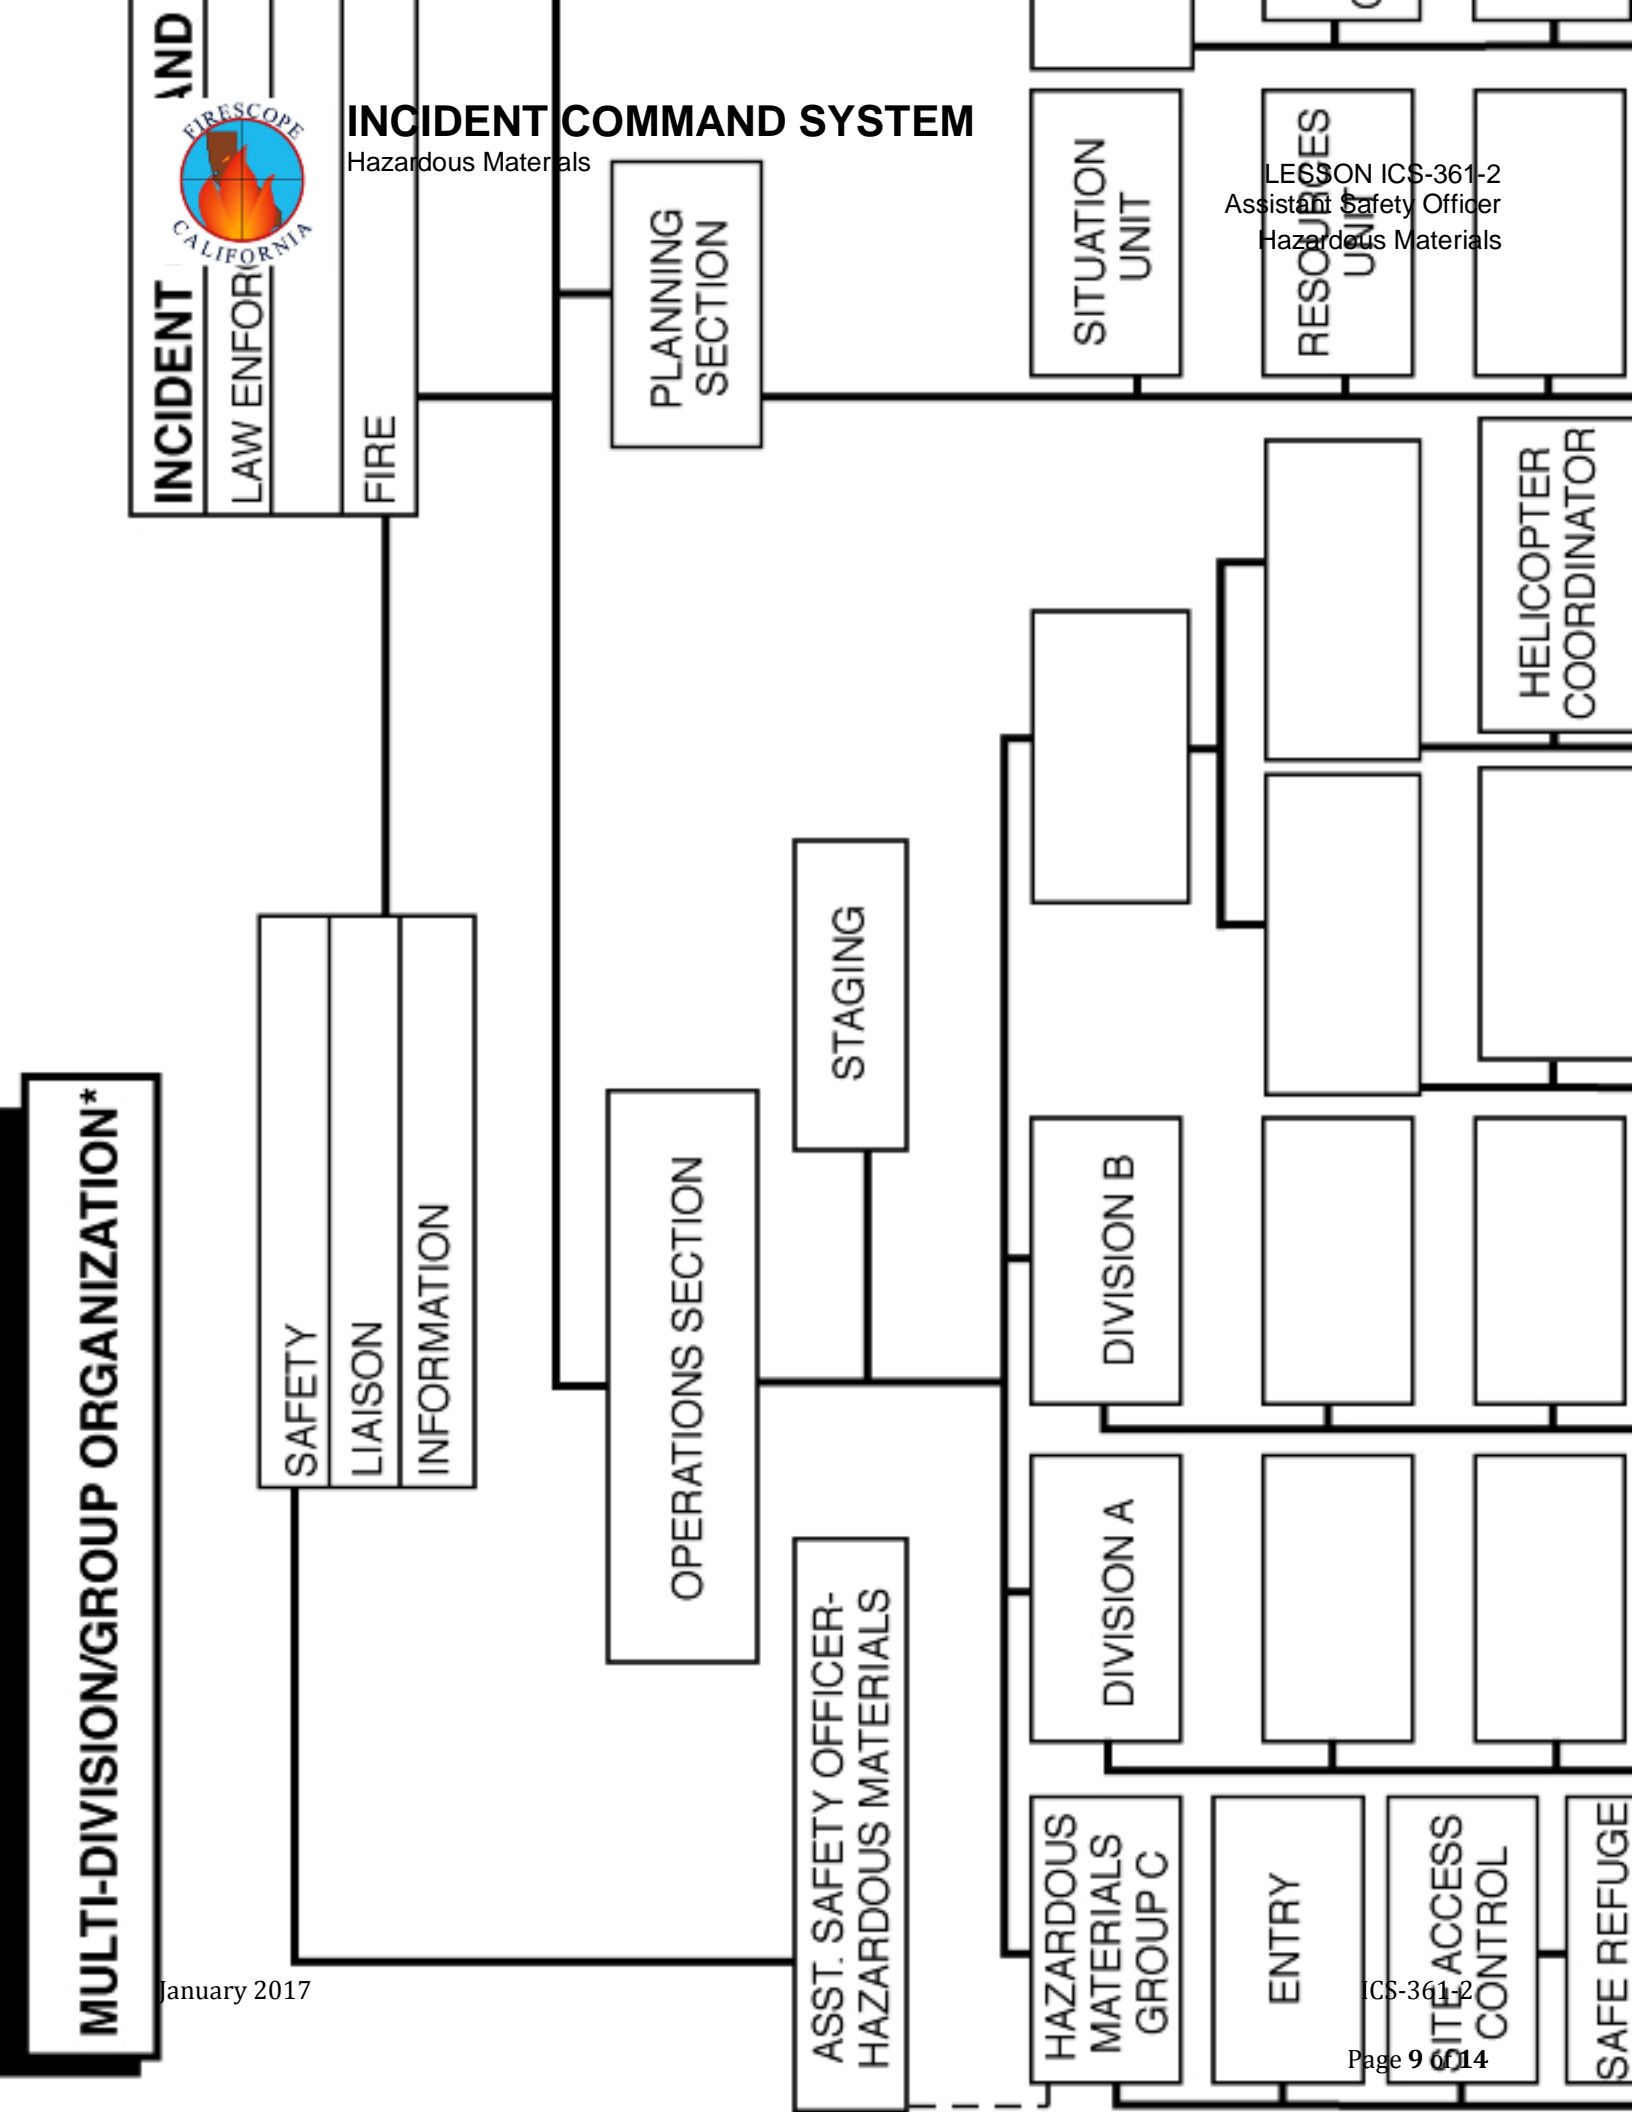 FIRESCOPE
CALIFORNIA
INCIDENT COMMAND SYSTEM
Hazardous Materials
LESSON ICS-361-2
Assistant Safety Officer
Hazardous Materials
MULTI-DIVISION/GROUP ORGANIZATION*
INCIDENT
LAW
FIRE
SAFETY
LIAISON
INFORMATION
OPERATIONS SECTION
PLANNING
SECTION
STAGING
ASST. SAFETY OFFICER-
HAZARDOUS MATERIALS
HAZARDOUS
MATERIALS
GROUP C
DIVISION A
DIVISION B
SITUATION
UNIT
RESOURCES
UNIT
ENTRY
SITE ACCESS
CONTROL
SAFE REFUGE
HELICOPTER
COORDINATOR
January 2017
ICS-361-2
Page 9 of 14